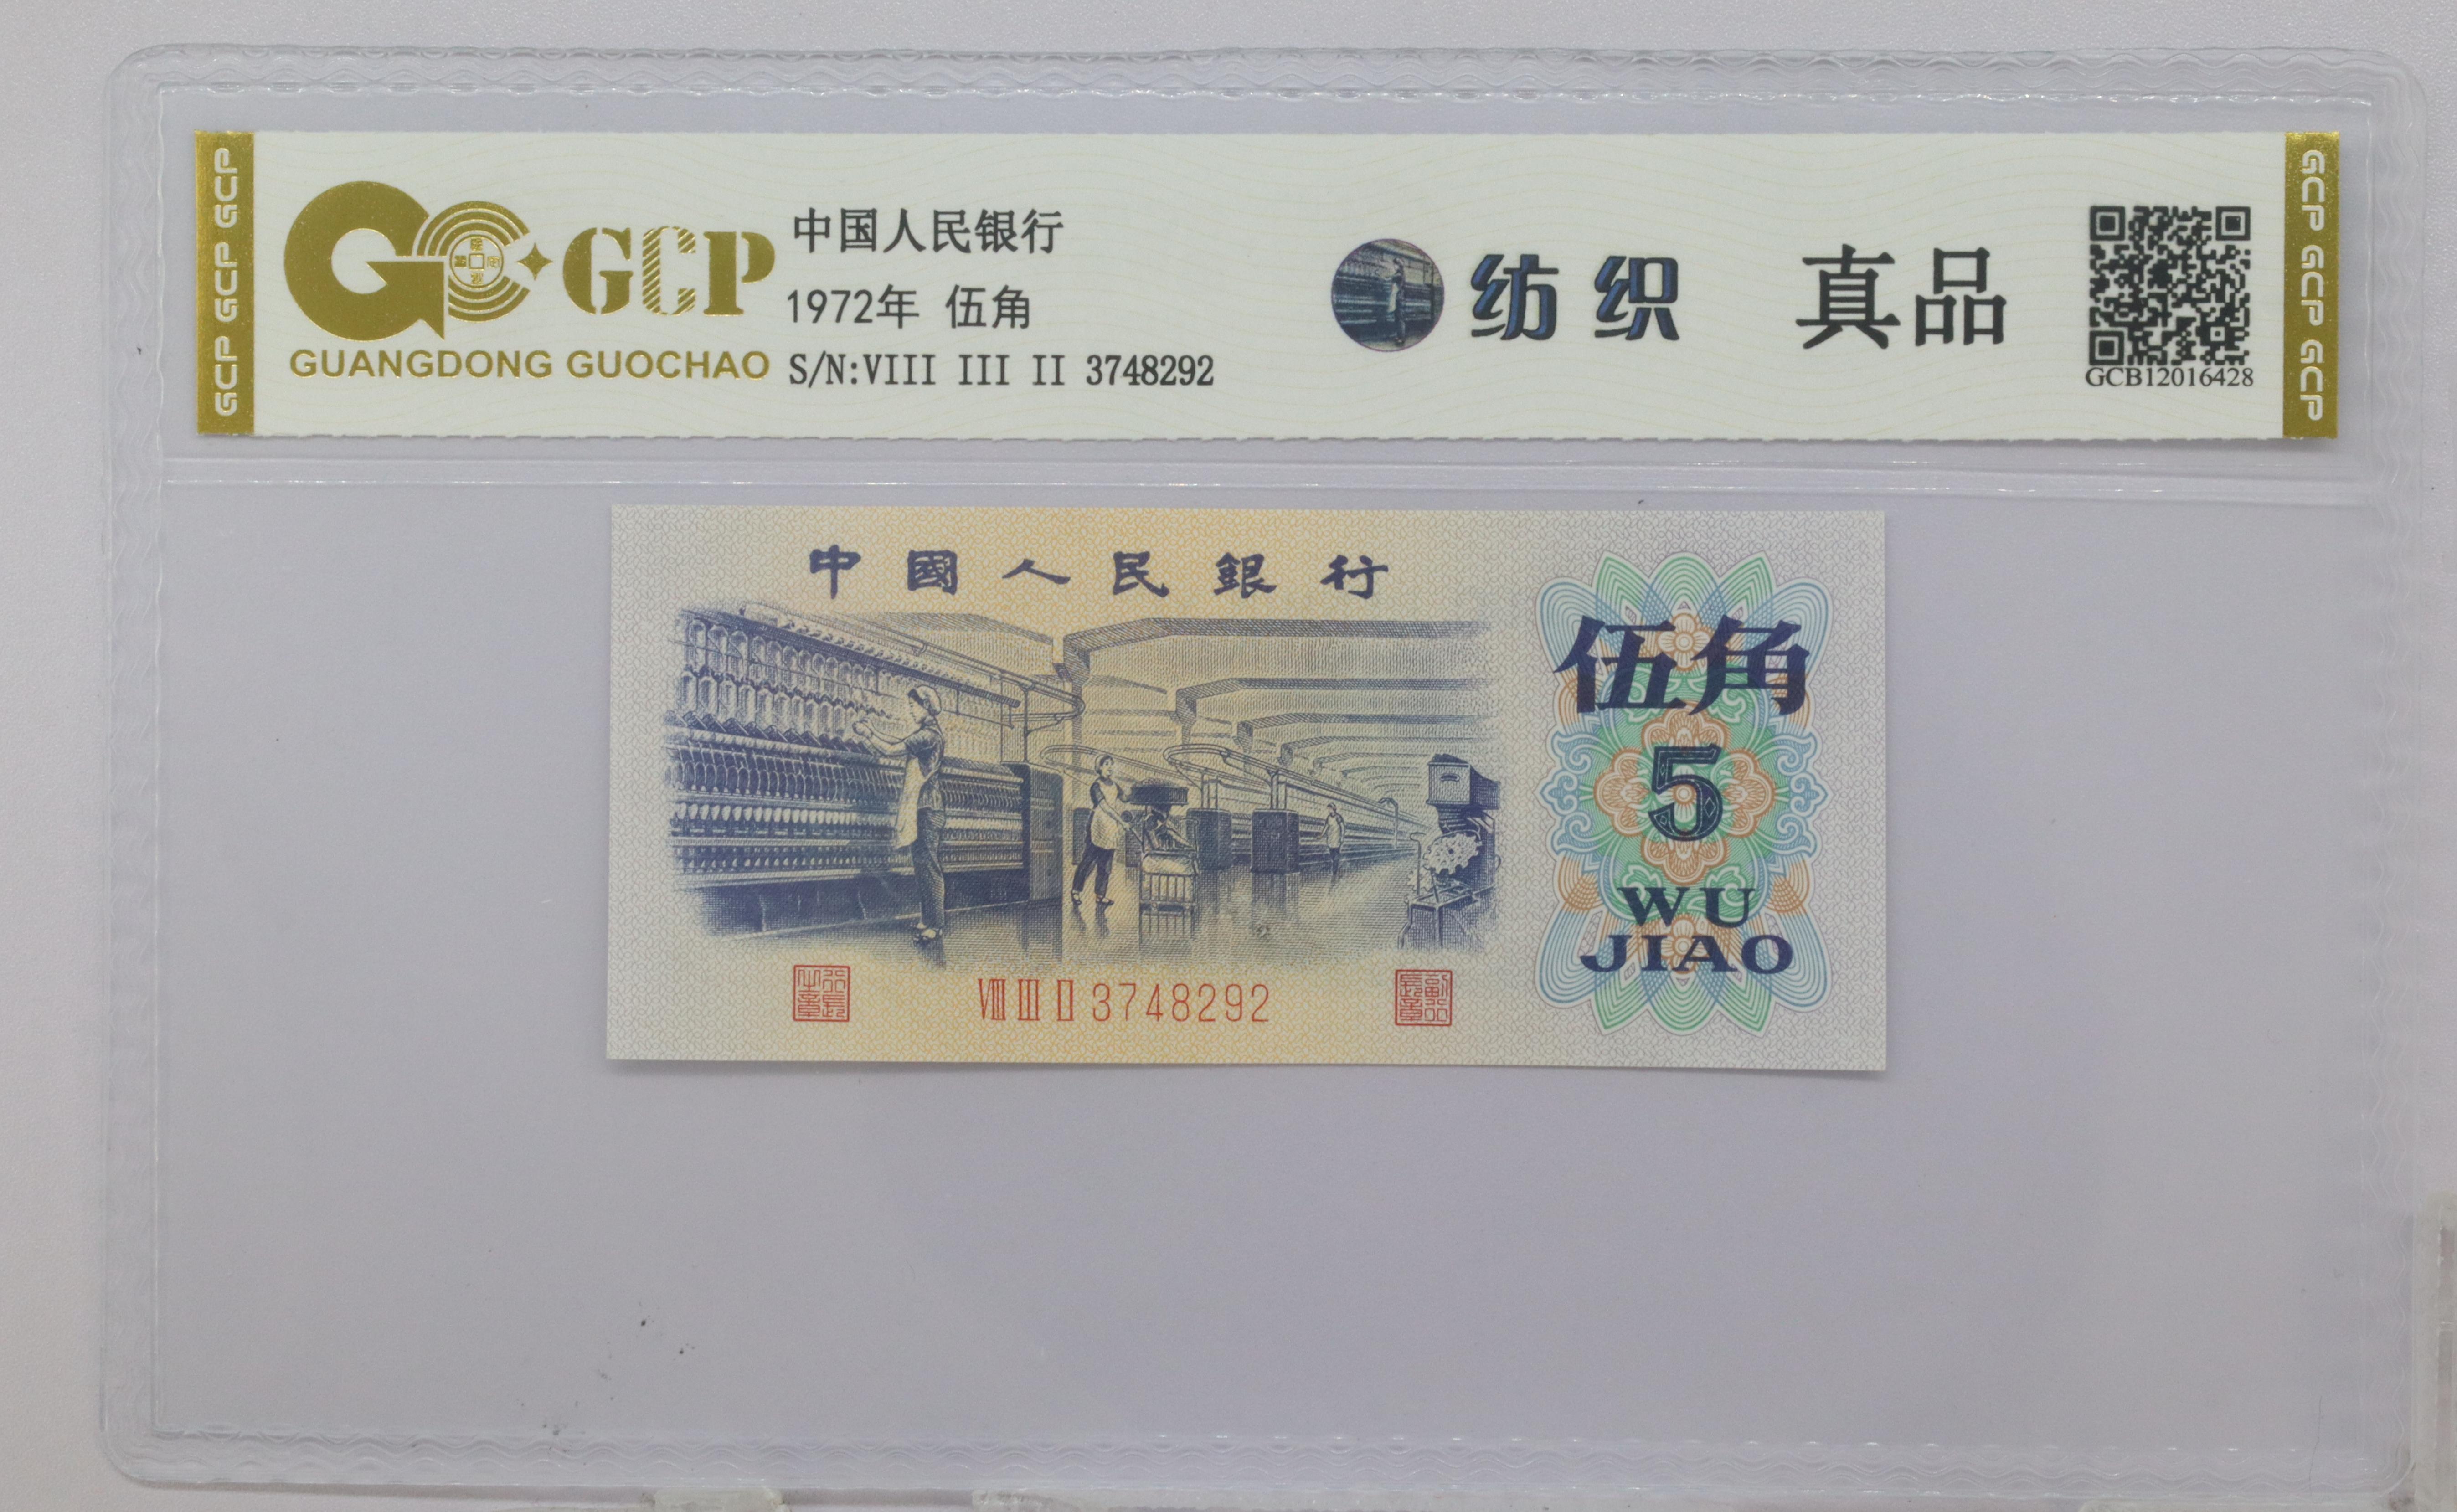 GCP GCP GCP
GCP
GUANGDONG GUOCHAO
中国人民银行
1972年 伍角
S/N:VIII III II 3748292
纺织 真品
GCB12016428
GCP GCP GCP
中國人民銀行
伍角
5
WU
JIAO
VIII III II 3748292